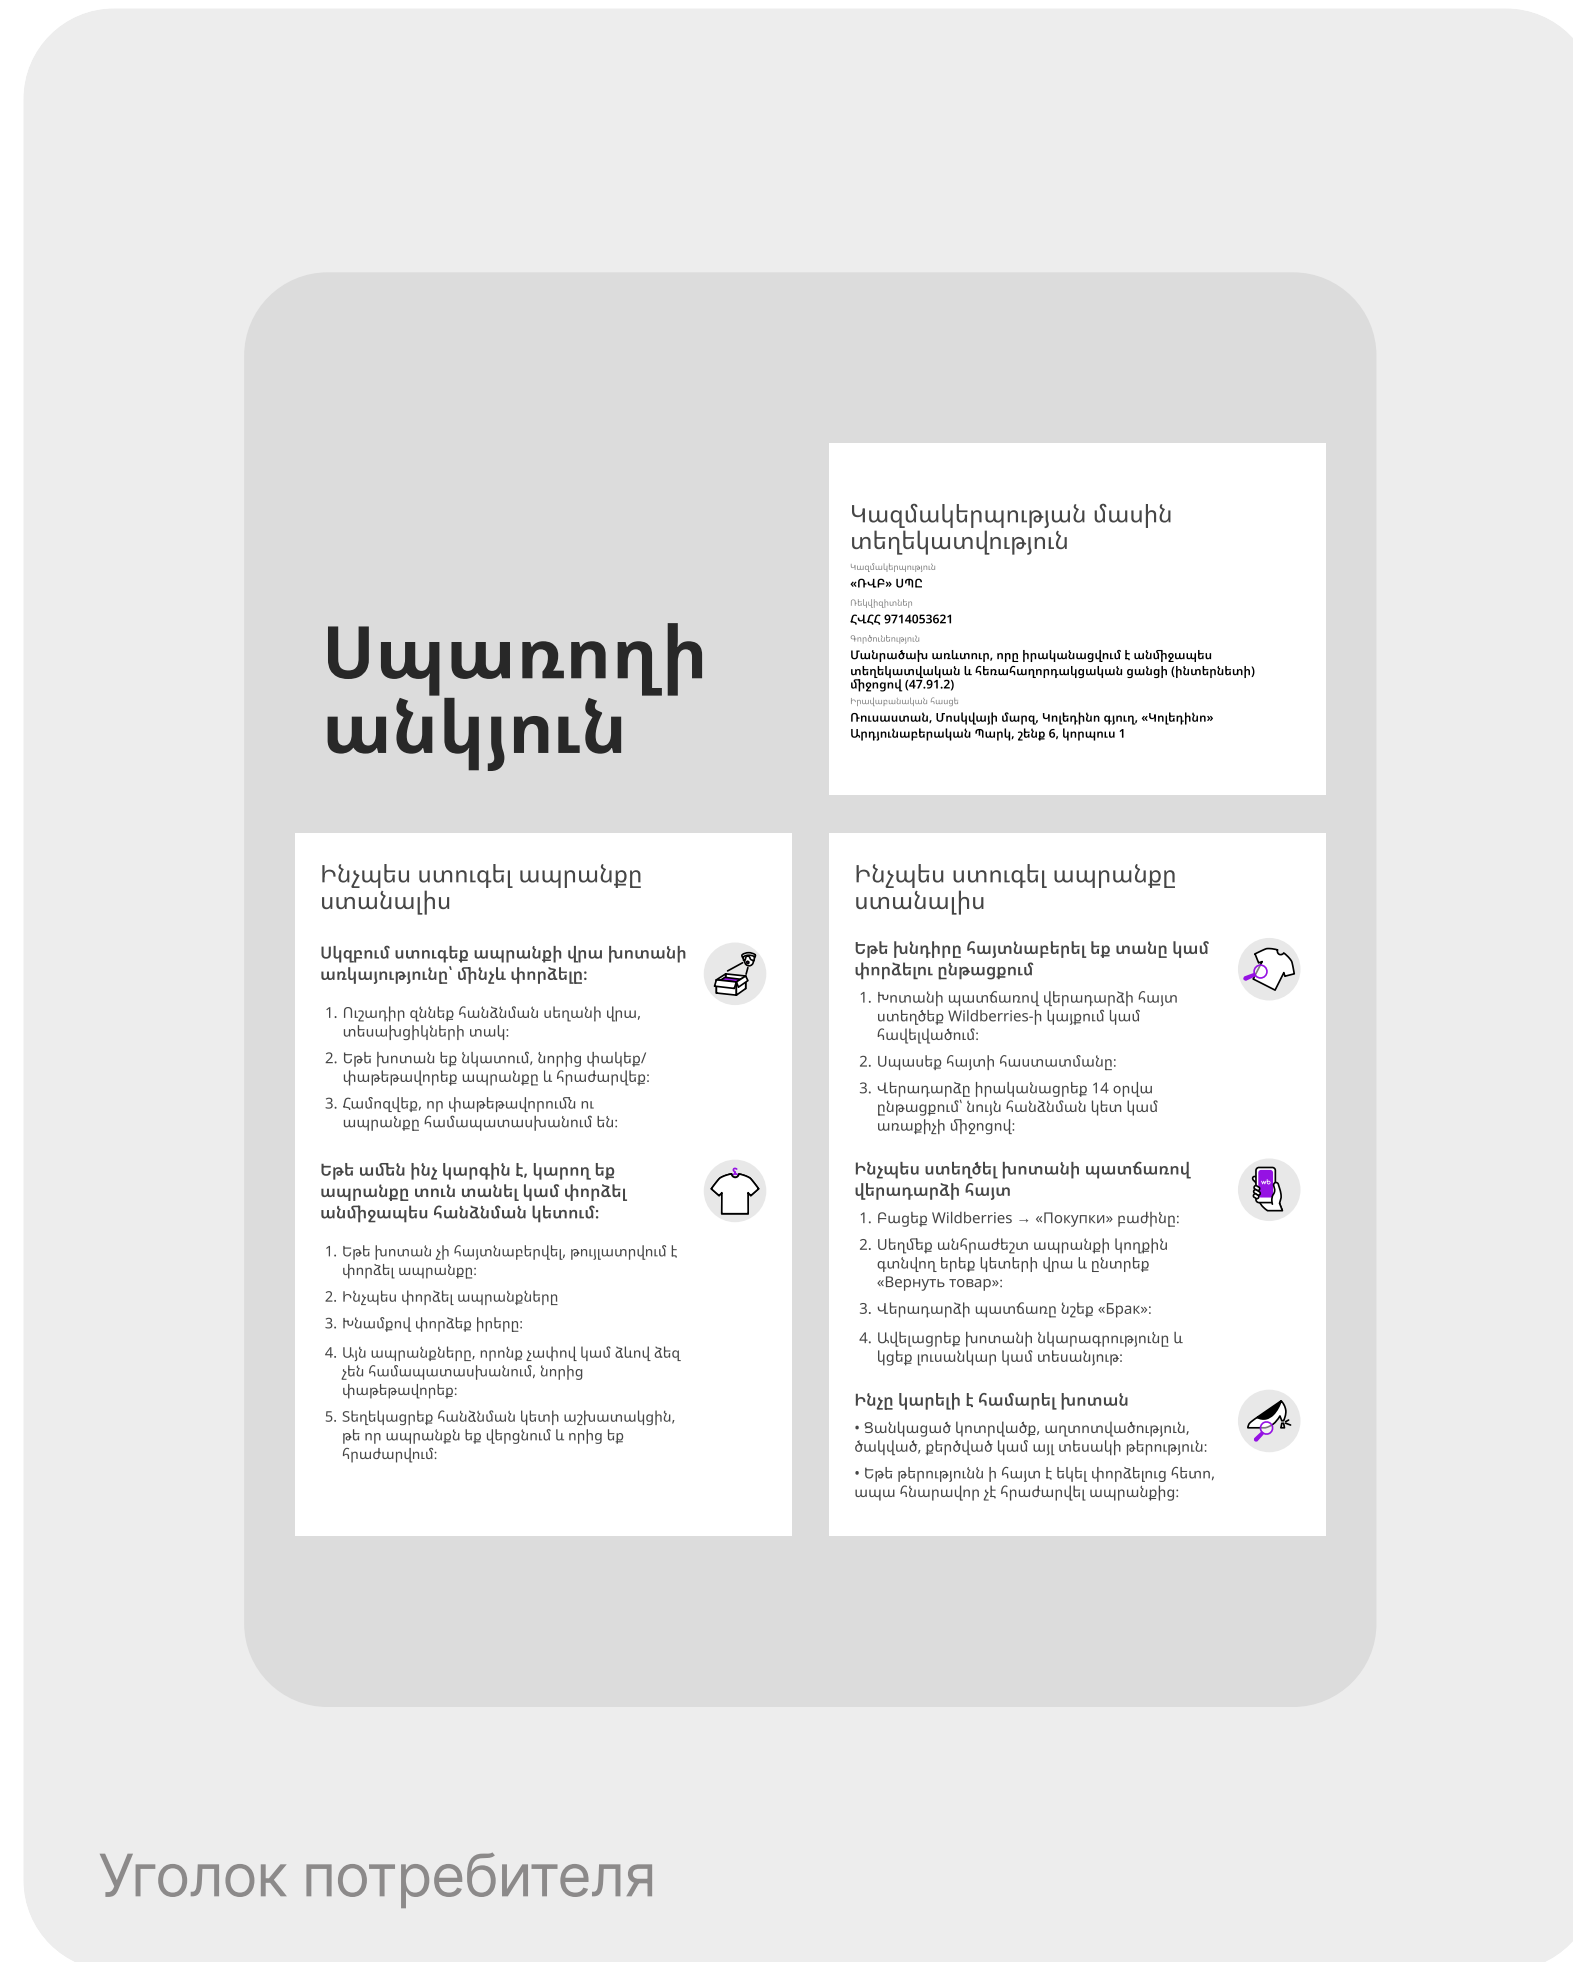 Սպառողի
անկյուն
Կազմակերպության մասին
տեղեկատվություն
Կազմակերպություն
«ՌՎԲ» ՍՊԸ
Ռեկվիզիտներ
ՀՎՀՀ 9714053621
Գործունեություն
Մանրածախ առևտուր, որը իրականացվում է անմիջապես
տեղեկատվական և հեռահաղորդակցական ցանցի (ինտերնետի)
միջոցով (47.91.2)
Իրավաբանական հասցե
Ռուսաստան, Մոսկվայի մարզ, Կոլեդինո գյուղ, «Կոլեդինո»
Արդյունաբերական Պարկ, շենք 6, կորպուս 1
Ինչպես ստուգել ապրանքը
ստանալիս
Սկզբում ստուգեք ապրանքի վրա խոտանի
առկայությունը՝ մինչև փորձելը:
1. Ուշադիր զննեք հանձնման սեղանի վրա,
տեսախցիկների տակ:
2. Եթե խոտան եք նկատում, նորից փակեք/
փաթեթավորեք ապրանքը և հրաժարվեք:
3. Համոզվեք, որ փաթեթավորումն ու
ապրանքը համապատասխանում են:
Եթե ամեն ինչ կարգին է, կարող եք
ապրանքը տուն տանել կամ փորձել
անմիջապես հանձնման կետում:
1. Եթե խոտան չի հայտնաբերվել, թույլատրվում է
փորձել ապրանքը:
2. Ինչպես փորձել ապրանքները
3. Խնամքով փորձեք իրերը:
4. Այն ապրանքները, որոնք չափով կամ ձևով ձեզ
չեն համապատասխանում, նորից
փաթեթավորեք:
5. Տեղեկացրեք հանձնման կետի աշխատակցին,
թե որ ապրանքն եք վերցնում և որից եք
հրաժարվում:
Ինչպես ստուգել ապրանքը
ստանալիս
Եթե խնդիրը հայտնաբերել եք տանը կամ
փորձելու ընթացքում
1. Խոտանի պատճառով վերադարձի հայտ
ստեղծեք Wildberries-ի կայքում կամ
հավելվածում:
2. Սպասեք հայտի հաստատմանը:
3. Վերադարձը իրականացրեք 14 օրվա
ընթացքում՝ նույն հանձնման կետ կամ
առաքիչի միջոցով:
Ինչպես ստեղծել խոտանի պատճառով
վերադարձի հայտ
wb
1. Բացեք Wildberries → «Покупки» բաժինը:
2. Սեղմեք անհրաժեշտ ապրանքի կողքին
գտնվող երեք կետերի վրա և ընտրեք
«Вернуть товар»:
3. Վերադարձի պատճառը նշեք «Брак»:
4. Ավելացրեք խոտանի նկարագրությունը և
կցեք լուսանկար կամ տեսանյութ:
Ինչը կարելի է համարել խոտան
• Ցանկացած կոտրվածք, աղտոտվածություն,
ծակված, քերծված կամ այլ տեսակի թերություն:
• Եթե թերությունն ի հայտ է եկել փորձելուց հետո,
ապա հնարավոր չէ հրաժարվել ապրանքից:
Уголок потребителя